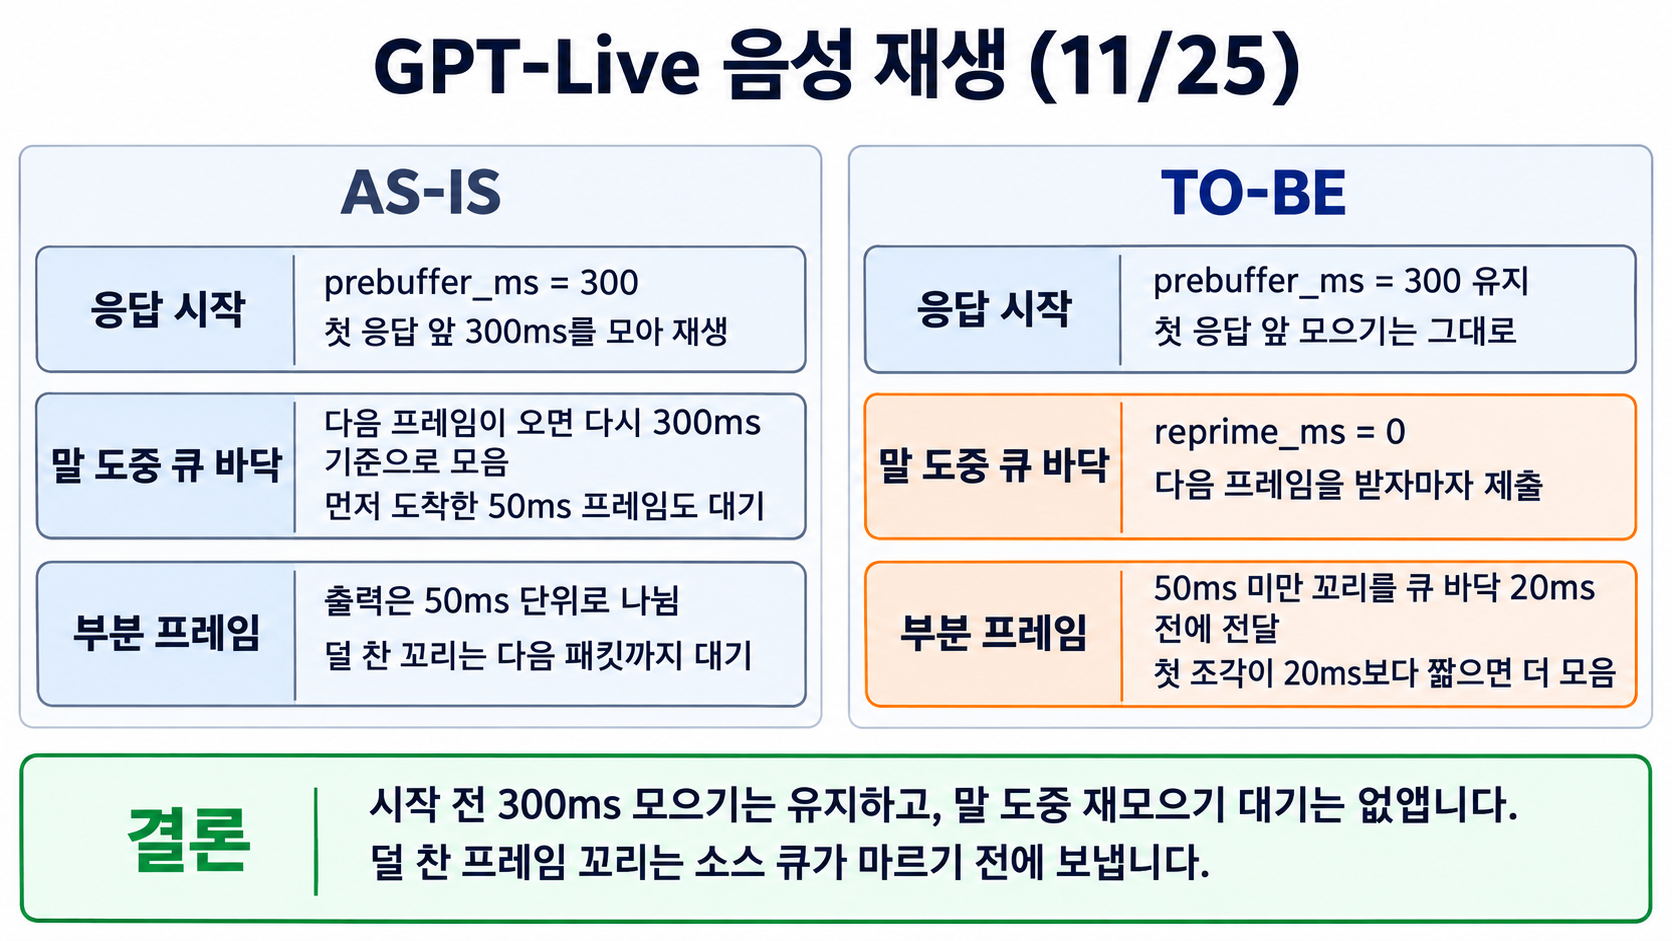 GPT-Live 음성 재생 (11/25)
AS-IS
응답 시작
prebuffer_ms = 300
첫 응답 앞 300ms를 모아 재생
말 도중 큐 바닥
다음 프레임이 오면 다시 300ms
기준으로 모음
먼저 도착한 50ms 프레임도 대기
부분 프레임
출력은 50ms 단위로 나뉨
덜 찬 꼬리는 다음 패킷까지 대기
TO-BE
응답 시작
prebuffer_ms = 300 유지
첫 응답 앞 모으기는 그대로
말 도중 큐 바닥
reprime_ms = 0
다음 프레임을 받자마자 제출
부분 프레임
50ms 미만 꼬리를 큐 바닥 20ms
전에 전달
첫 조각이 20ms보다 짧으면 더 모음
결론
시작 전 300ms 모으기는 유지하고, 말 도중 재모으기 대기는 없앱니다.
덜 찬 프레임 꼬리는 소스 큐가 마르기 전에 보냅니다.